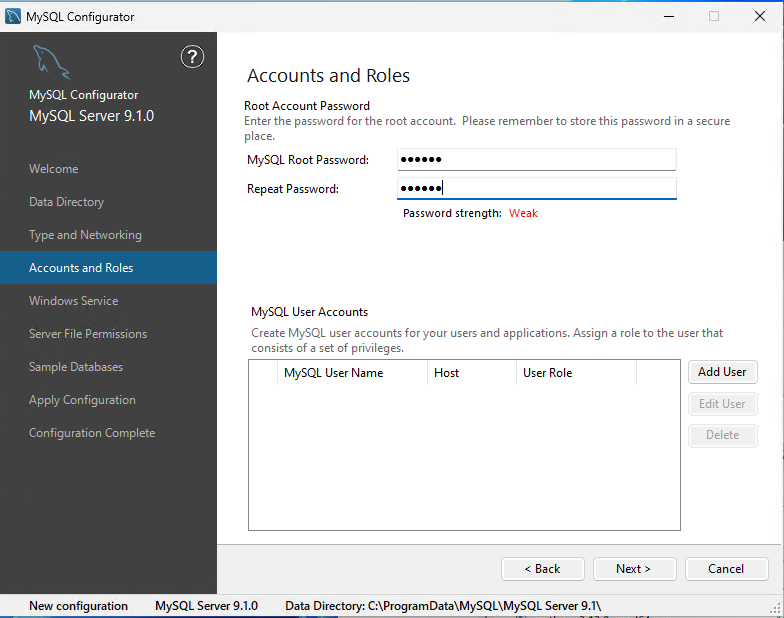 MySQL Configurator
?
MySQL Configurator
MySQL Server 9.1.0
Welcome
Data Directory
Type and Networking
Accounts and Roles
Windows Service
Server File Permissions
Sample Databases
Apply Configuration
Configuration Complete
Accounts and Roles
Root Account Password
Enter the password for the root account.  Please remember to store this password in a secure
place.
MySQL Root Password: ●●●●●●
Repeat Password: ●●●●●●
Password strength: Weak
MySQL User Accounts
Create MySQL user accounts for your users and applications. Assign a role to the user that
consists of a set of privileges.
MySQL User Name Host User Role
Add User
Edit User
Delete
< Back Next > Cancel
New configuration MySQL Server 9.1.0 Data Directory: C:\ProgramData\MySQL\MySQL Server 9.1\